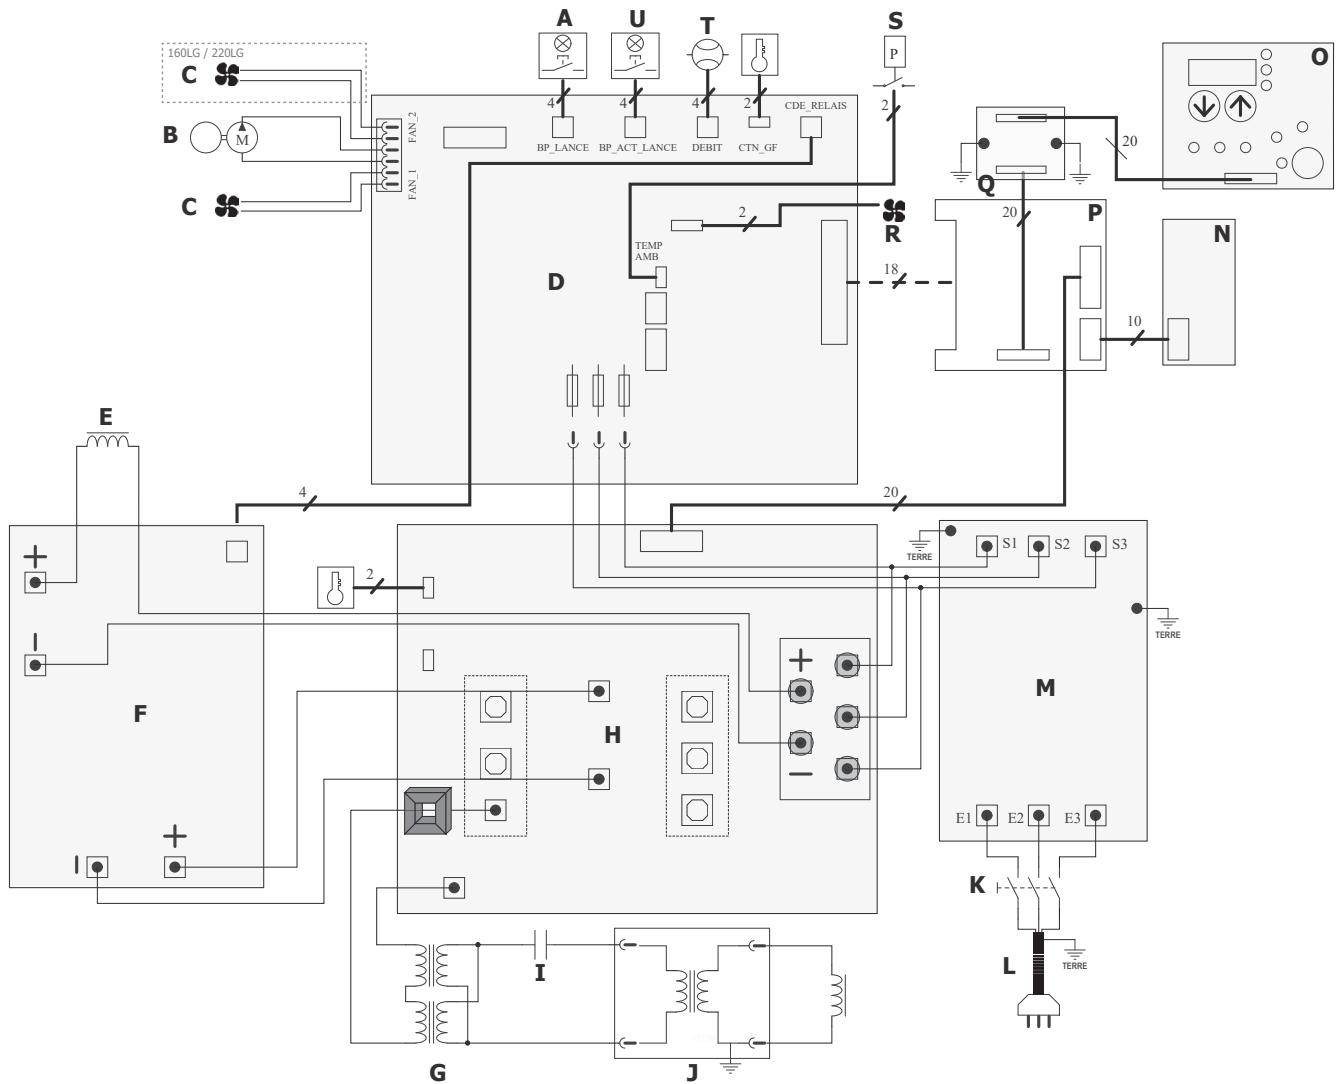 A
U
T
S
P
O
160LG / 220LG
C
B
M
C
FAN_2
FAN_1
4
4
4
2
2
CDE_RELAIS
BP_LANCE
BP_ACT_LANCE
DEBIT
CTN_GF
20
Q
20
P
N
2
R
TEMP
AMB
D
18
10
E
4
20
S1
S2
S3
TERRE
TERRE
2
+
−
F
+
−
H
+
−
M
E1
E2
E3
K
L
TERRE
I
G
J